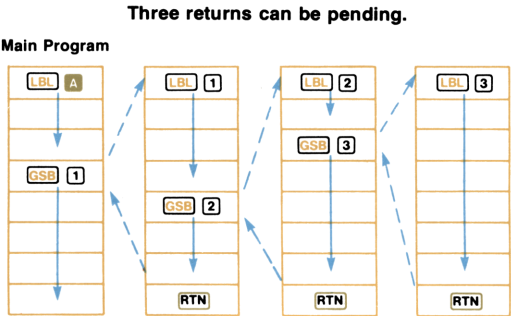 Three returns can be pending.
Main Program
LBL A
LBL 1
LBL 2
LBL 3
GSB 3
GSB 1
GSB 2
RTN
RTN
RTN